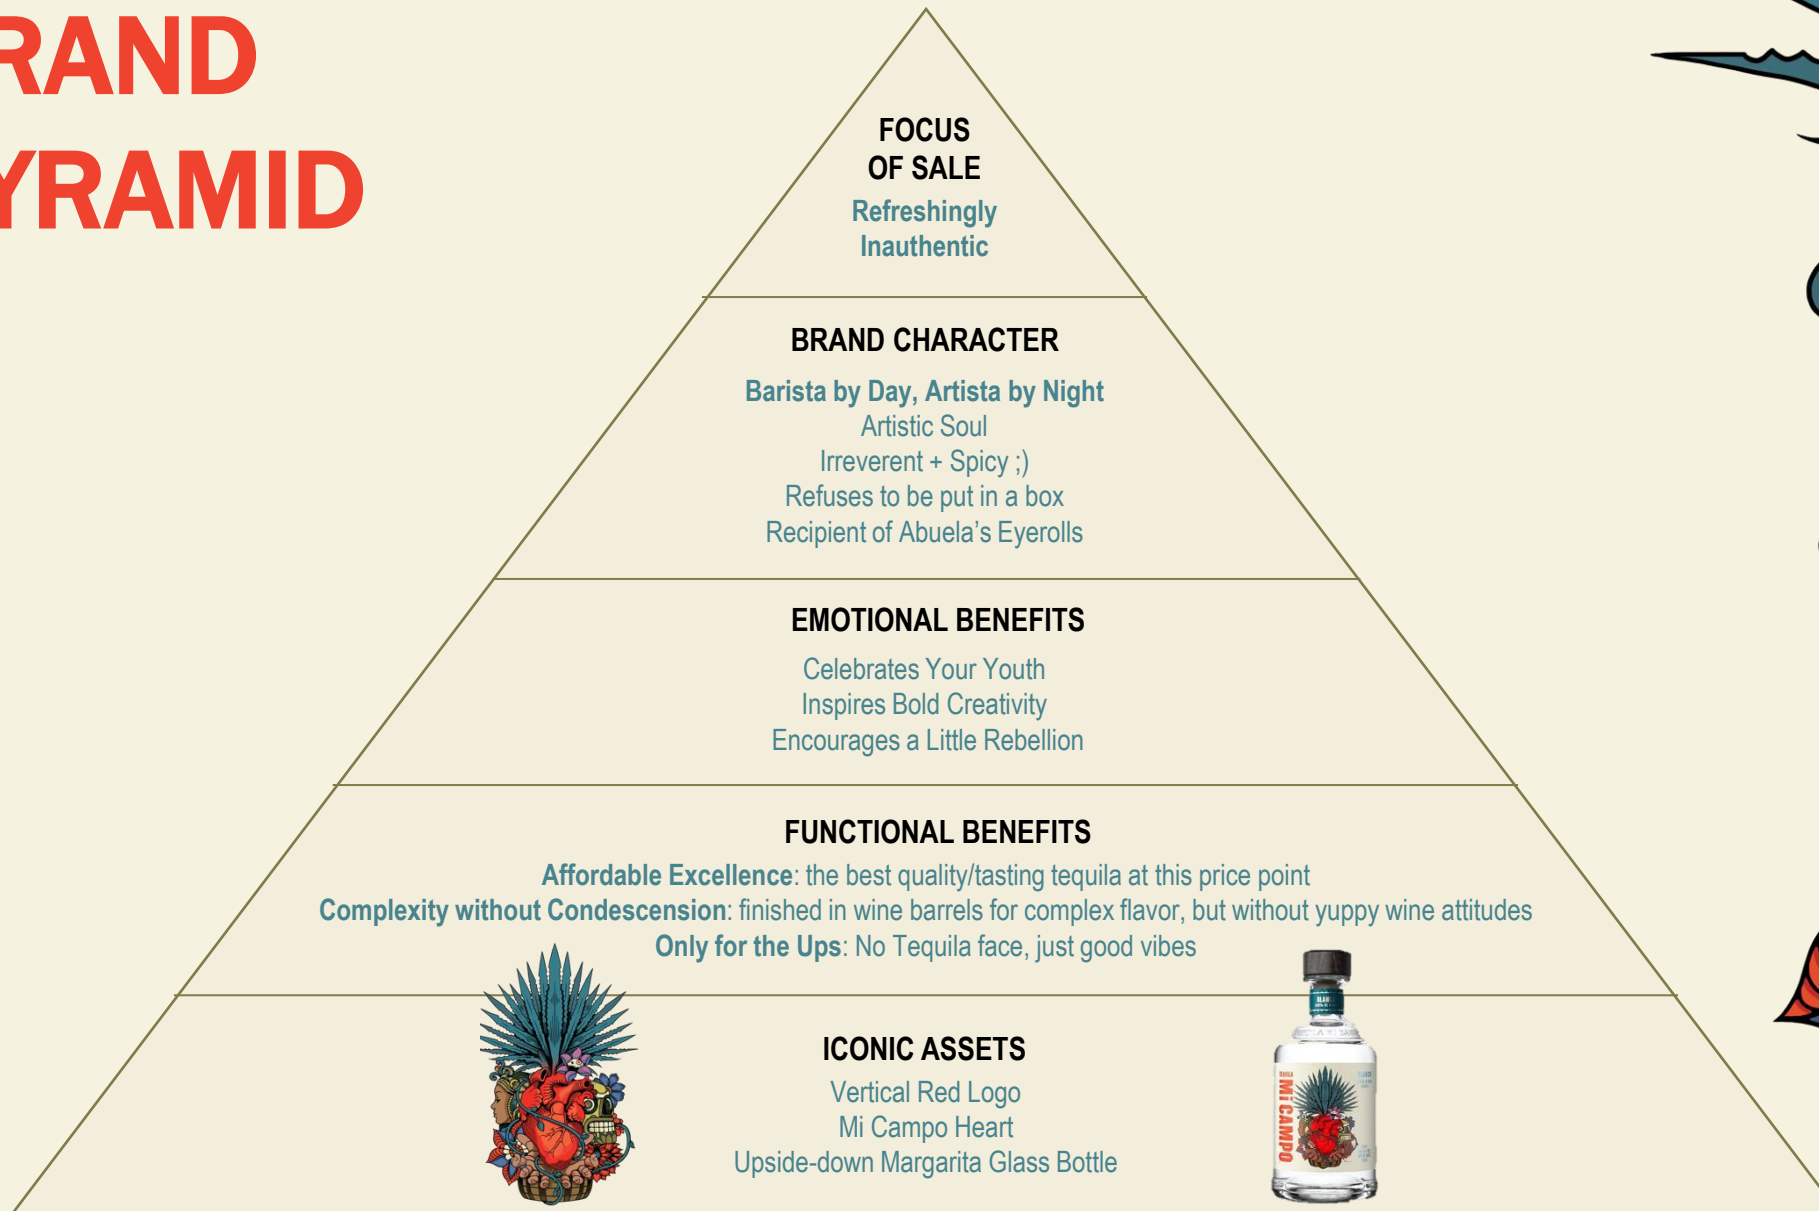 RAND
YRAMID
FOCUS
OF SALE
Refreshingly
Inauthentic
BRAND CHARACTER
Barista by Day, Artista by Night
Artistic Soul
Irreverent + Spicy ;)
Refuses to be put in a box
Recipient of Abuela’s Eyerolls
EMOTIONAL BENEFITS
Celebrates Your Youth
Inspires Bold Creativity
Encourages a Little Rebellion
FUNCTIONAL BENEFITS
Affordable Excellence: the best quality/tasting tequila at this price point
Complexity without Condescension: finished in wine barrels for complex flavor, but without yuppy wine attitudes
Only for the Ups: No Tequila face, just good vibes
ICONIC ASSETS
Vertical Red Logo
Mi Campo Heart
Upside-down Margarita Glass Bottle
TEQUILA
MI CAMPO
BLANCO